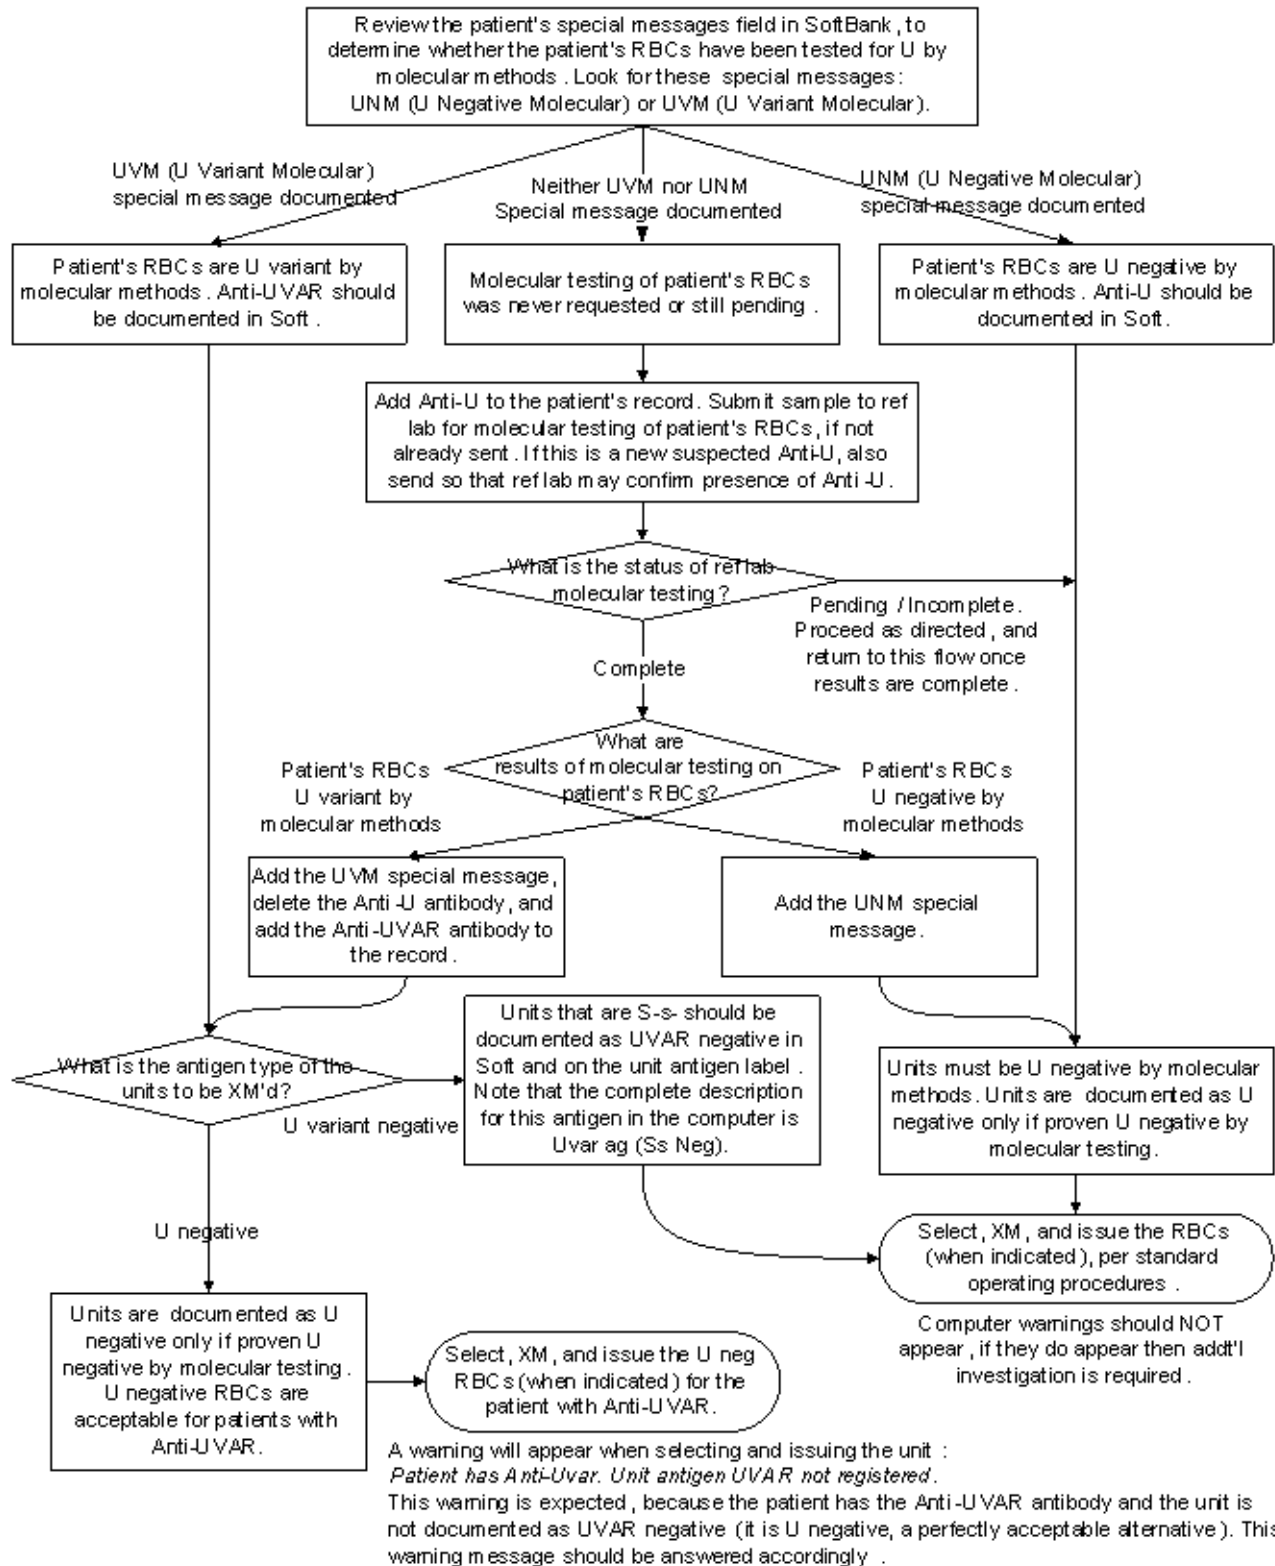 Review the patient's special messages field in SoftBank, to
determine whether the patient's RBCs have been tested for U by
molecular methods. Look for these special messages:
UNM (U Negative Molecular) or UVM (U Variant Molecular).
UVM (U Variant Molecular)
special message documented
Neither UVM nor UNM
Special message documented
UNM (U Negative Molecular)
special message documented
Patient's RBCs are U variant by
molecular methods. Anti-UVAR should
be documented in Soft.
Molecular testing of patient's RBCs
was never requested or still pending.
Patient's RBCs are U negative by
molecular methods. Anti-U should be
documented in Soft.
Add Anti-U to the patient's record. Submit sample to ref
lab for molecular testing of patient's RBCs, if not
already sent. If this is a new suspected Anti-U, also
send so that ref lab may confirm presence of Anti-U.
What is the status of ref lab
molecular testing?
Pending / Incomplete.
Proceed as directed, and
return to this flow once
results are complete.
Complete
What are
results of molecular testing on
patient's RBCs?
Patient's RBCs
U variant by
molecular methods
Patient's RBCs
U negative by
molecular methods
Add the UVM special message,
delete the Anti-U antibody, and
add the Anti-UVAR antibody to
the record.
Add the UNM special
message.
What is the antigen type of the
units to be XM'd?
U variant negative
Units that are S-s- should be
documented as UVAR negative in
Soft and on the unit antigen label.
Note that the complete description
for this antigen in the computer is
Uvar ag (Ss Neg).
Units must be U negative by molecular
methods. Units are documented as U
negative only if proven U negative by
molecular testing.
U negative
Select, XM, and issue the RBCs
(when indicated), per standard
operating procedures.
Computer warnings should NOT
appear, if they do appear then addt'l
investigation is required.
Units are documented as U
negative only if proven U
negative by molecular testing.
U negative RBCs are
acceptable for patients with
Anti-UVAR.
Select, XM, and issue the U neg
RBCs (when indicated) for the
patient with Anti-UVAR.
A warning will appear when selecting and issuing the unit:
Patient has Anti-Uvar. Unit antigen UVAR not registered.
This warning is expected, because the patient has the Anti-UVAR antibody and the unit is
not documented as UVAR negative (it is U negative, a perfectly acceptable alternative). This
warning message should be answered accordingly.